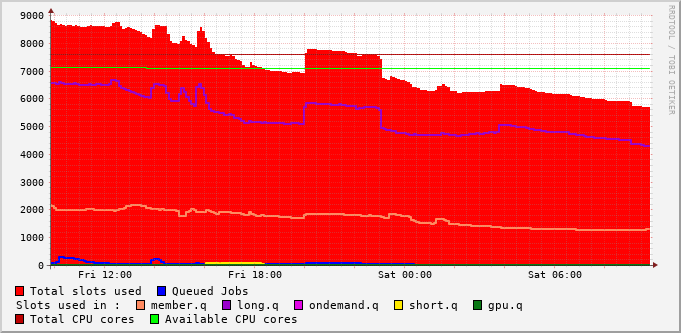 9000
8000
7000
6000
5000
4000
3000
2000
1000
0
Fri 12:00 Fri 18:00 Sat 00:00 Sat 06:00
RRDTOOL / TOBI OETIKER
Total slots used Queued Jobs
Slots used in : member.q long.q ondemand.q short.q gpu.q
Total CPU cores Available CPU cores